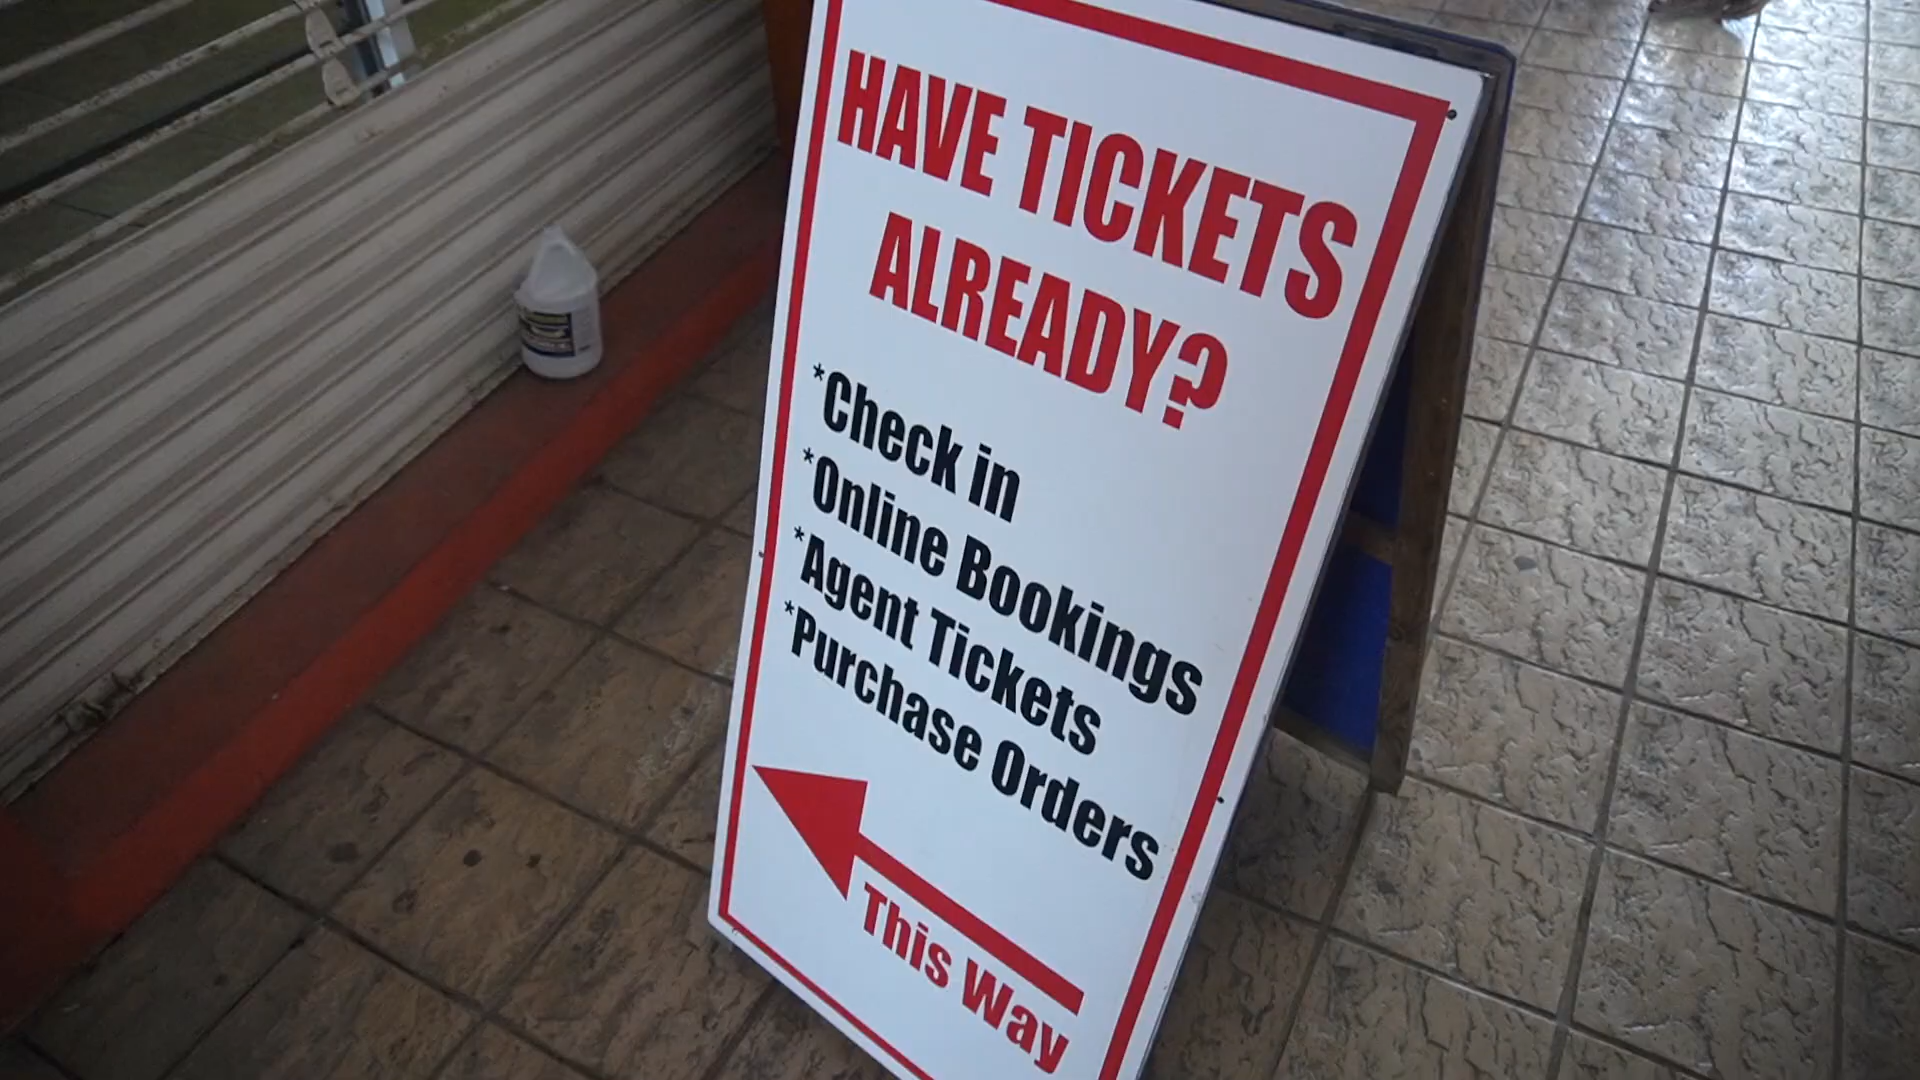 HAVE TICKETS
ALREADY?
*Check in
*Online Bookings
*Agent Tickets
*Purchase Orders
This Way